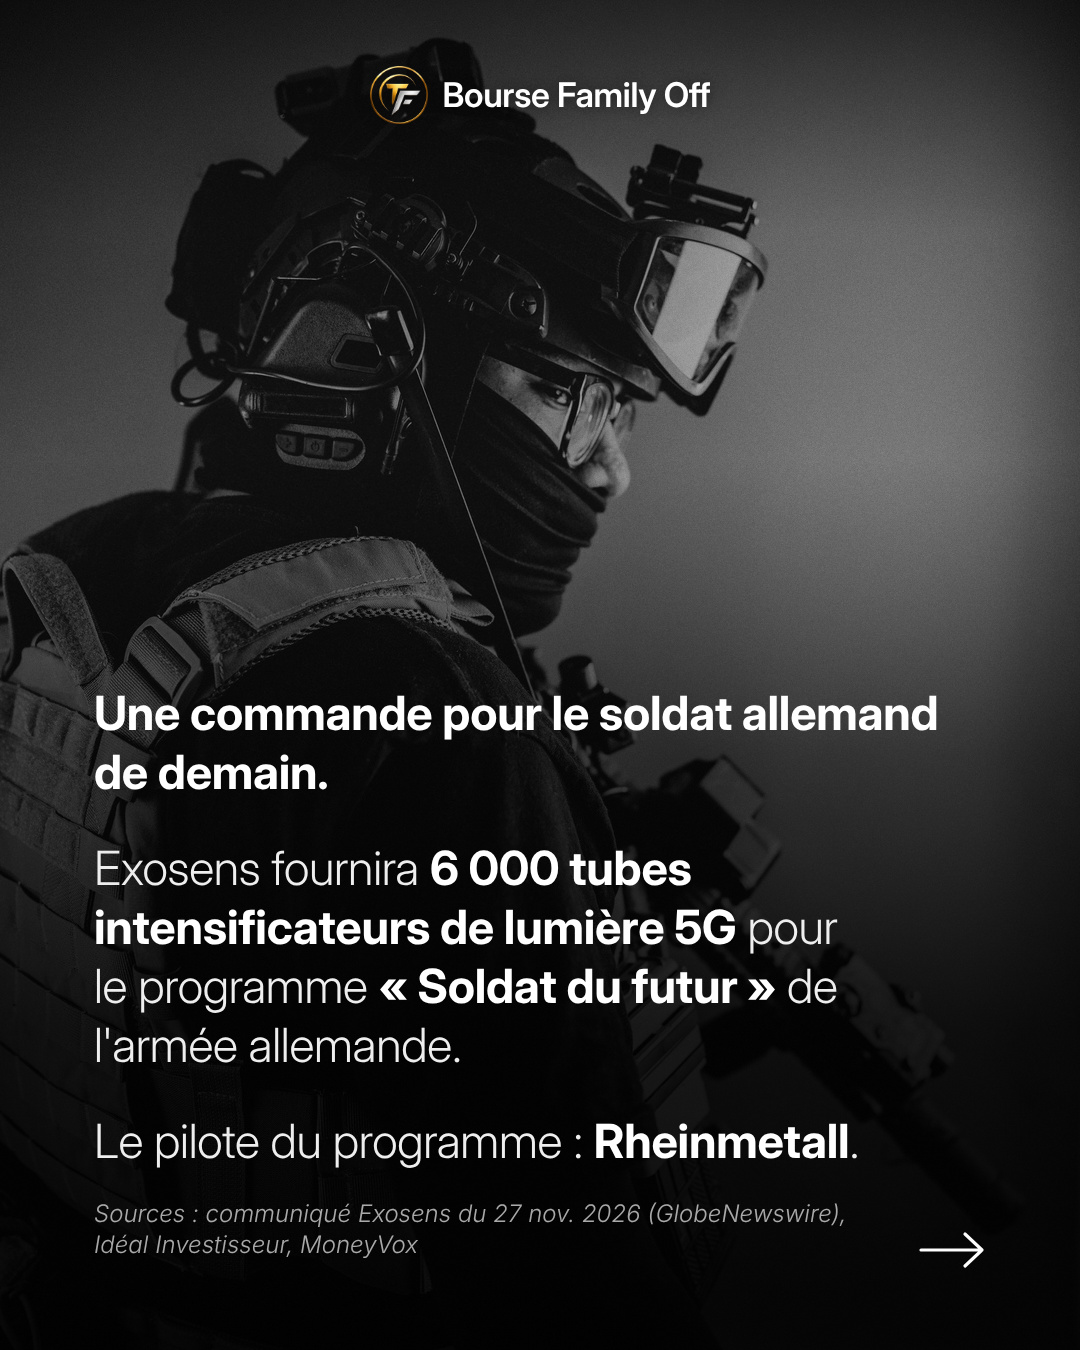 TF Bourse Family Off
Une commande pour le soldat allemand
de demain.
Exosens fournira 6 000 tubes
intensificateurs de lumière 5G pour
le programme « Soldat du futur » de
l'armée allemande.
Le pilote du programme : Rheinmetall.
Sources : communiqué Exosens du 27 nov. 2026 (GlobeNewswire),
Idéal Investisseur, MoneyVox